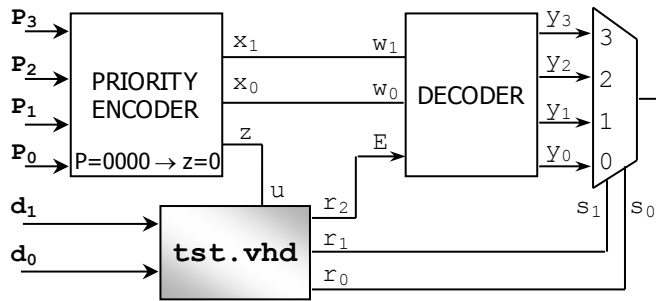 P3
x1
w1
y3
3
P2
PRIORITY
ENCODER
x0
w0
DECODER
y2
2
P1
z
E
y1
1
P0
P=0000 → z=0
y0
0
u
r2
s1
s0
d1
tst.vhd
r1
d0
r0